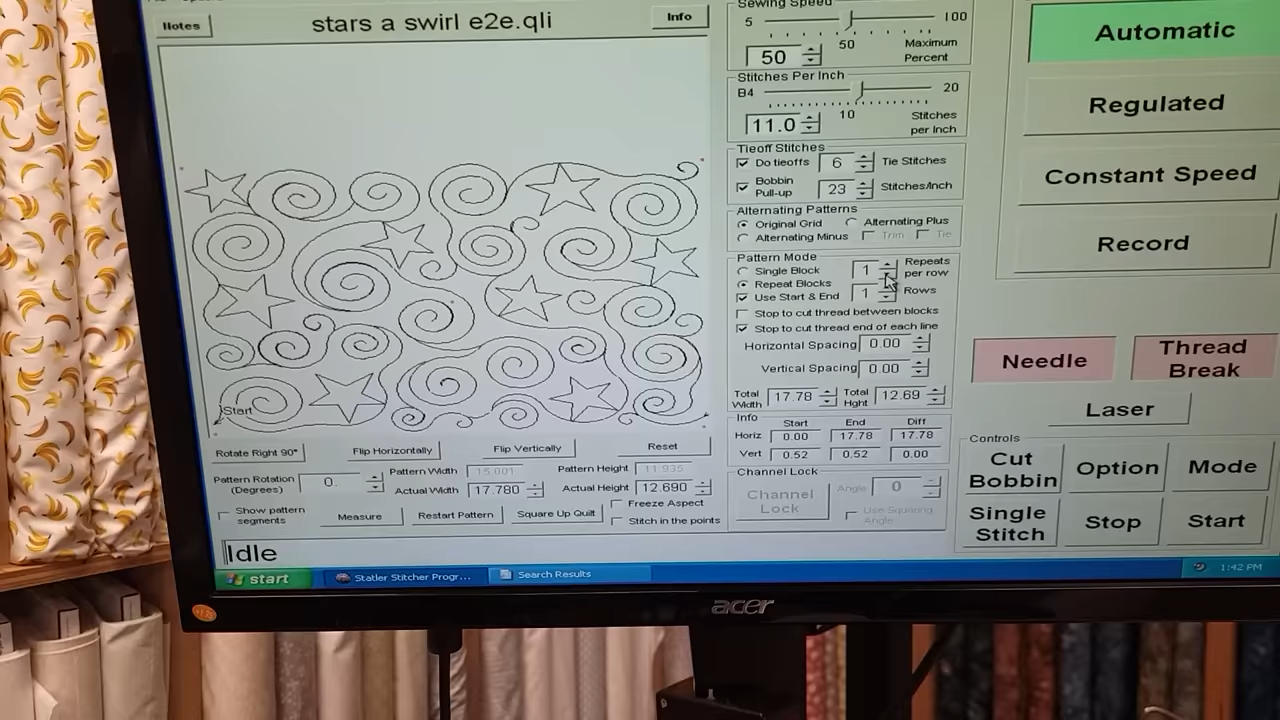 Notes
stars a swirl e2e.qli
Info
Start
Rotate Right 90°
Flip Horizontally
Flip Vertically
Reset
Pattern Rotation
(Degrees)
0.
Pattern Width
15.001
Pattern Height
11.935
Actual Width
17.780
Actual Height
12.690
Show pattern
segments
Measure
Restart Pattern
Square Up Quilt
Freeze Aspect
Stitch in the points
Idle
Sewing Speed
5
100
50
50
Maximum
Percent
Stitches Per Inch
B4
20
11.0
10
Stitches
per Inch
Tieoff Stitches
Do tieoffs
6
Tie Stitches
Bobbin
Pull-up
23
Stitches/Inch
Alternating Patterns
Original Grid
Alternating Plus
Alternating Minus
Trim
Tie
Pattern Mode
Single Block
Repeat Blocks
Use Start & End
1
Repeats
per row
1
Rows
Stop to cut thread between blocks
Stop to cut thread end of each line
Horizontal Spacing
0.00
Vertical Spacing
0.00
Total
Width
17.78
Total
Hght
12.69
Info
Start
End
Diff
Horiz
0.00
17.78
17.78
Vert
0.52
0.52
0.00
Channel Lock
Channel
Lock
Angle
0
Use Squaring
Angle
Automatic
Regulated
Constant Speed
Record
Needle
Thread
Break
Laser
Controls
Cut
Bobbin
Option
Mode
Single
Stitch
Stop
Start
start
Statler Stitcher Progr...
Search Results
1:42 PM
acer